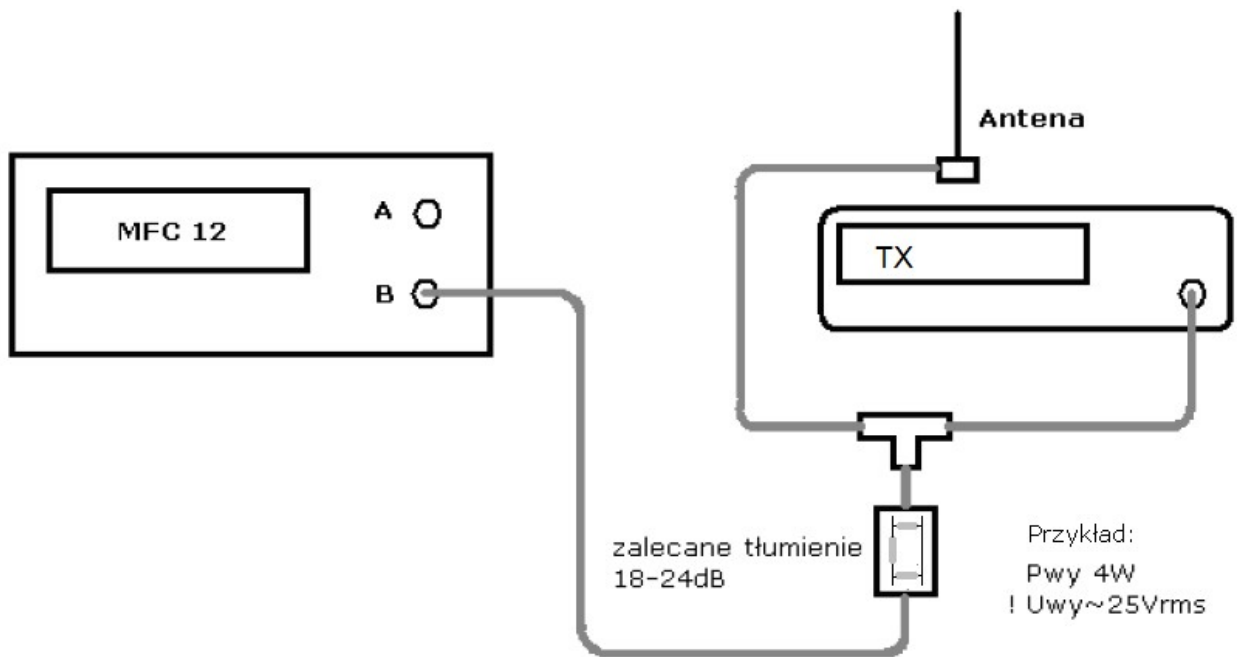 Antena
MFC 12
A
B
TX
zalecane tłumienie
18-24dB
Przykład:
Pwy 4W
! Uwy~25Vrms